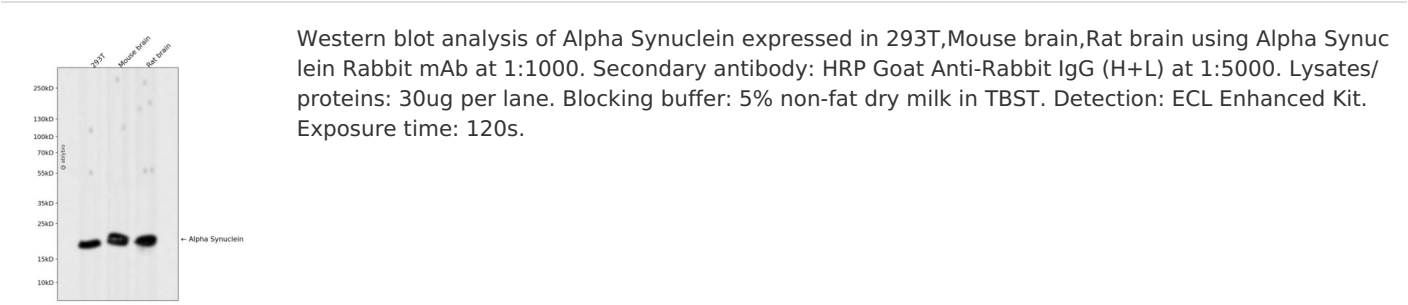 293T
Mouse brain
Rat brain
250kD
130kD
100kD
70kD
55kD
35kD
25kD
15kD
10kD
← Alpha Synuclein
Western blot analysis of Alpha Synuclein expressed in 293T,Mouse brain,Rat brain using Alpha Synuc
lein Rabbit mAb at 1:1000. Secondary antibody: HRP Goat Anti-Rabbit IgG (H+L) at 1:5000. Lysates/
proteins: 30ug per lane. Blocking buffer: 5% non-fat dry milk in TBST. Detection: ECL Enhanced Kit.
Exposure time: 120s.